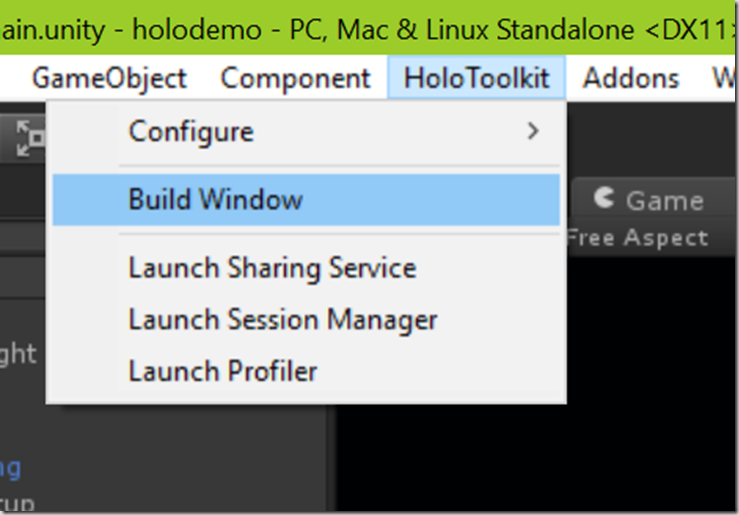 ain.unity - holodemo - PC, Mac & Linux Standalone <DX11>
GameObject Component HoloToolkit Addons W
Configure
Build Window
Game
Free Aspect
Launch Sharing Service
Launch Session Manager
ght
Launch Profiler
ng
tup